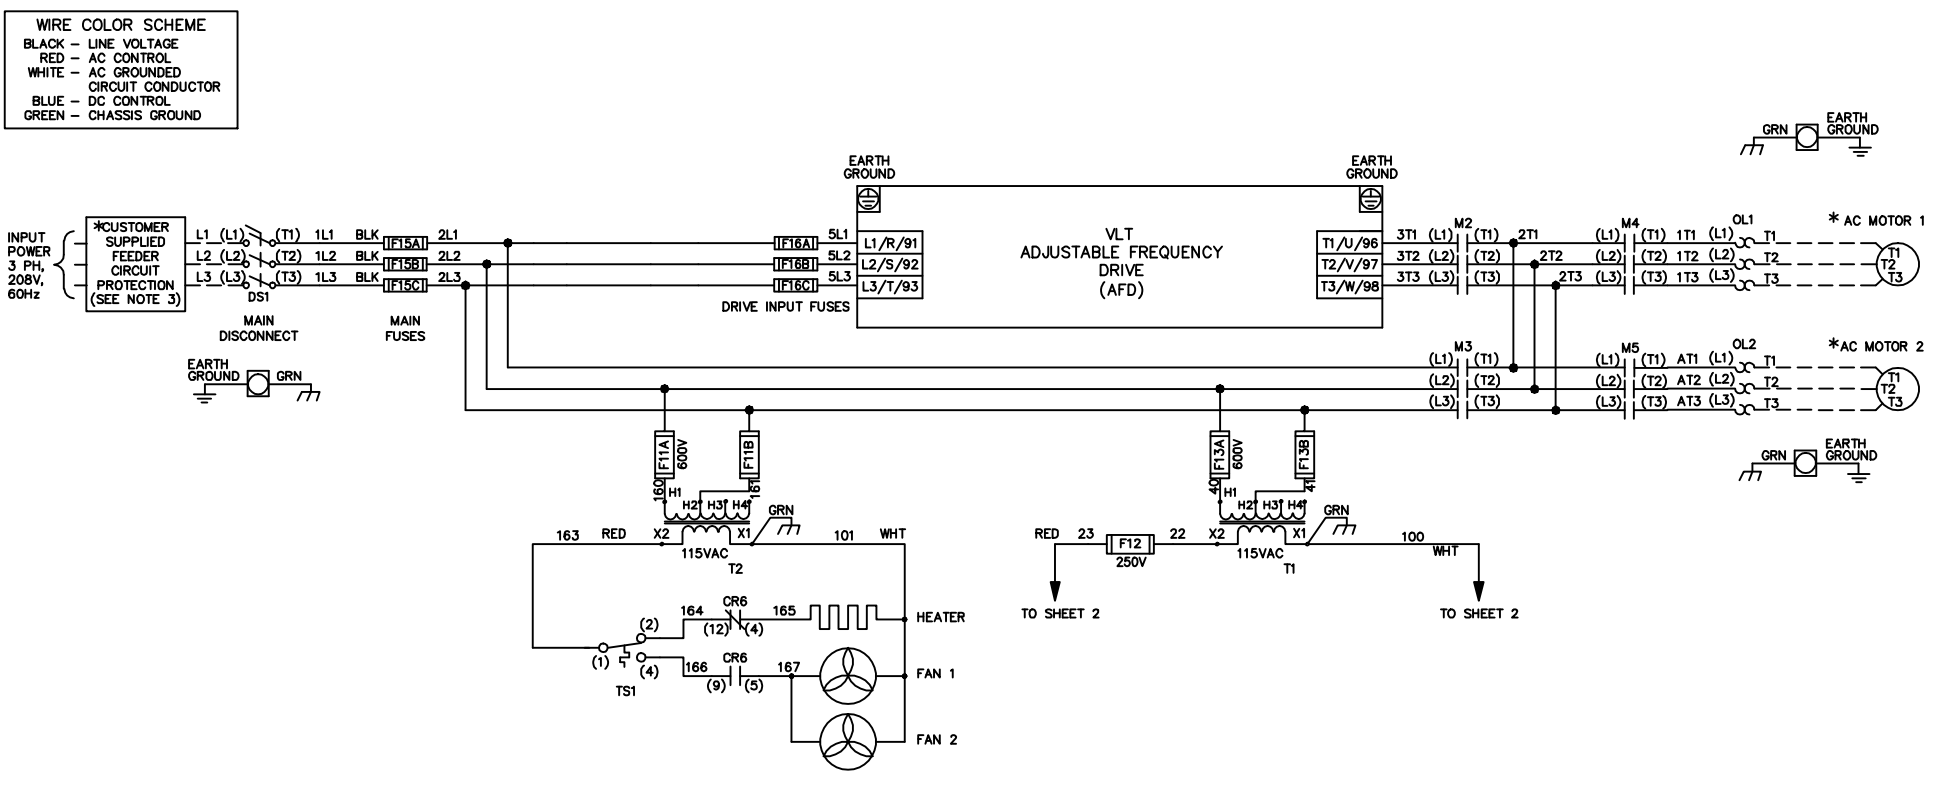 WIRE COLOR SCHEME
BLACK – LINE VOLTAGE
RED – AC CONTROL
WHITE – AC GROUNDED
CIRCUIT CONDUCTOR
BLUE – DC CONTROL
GREEN – CHASSIS GROUND
EARTH
GRN GROUND
EARTH
GROUND
EARTH
GROUND
INPUT
POWER
3 PH,
208V,
60Hz
*CUSTOMER
SUPPLIED
FEEDER
CIRCUIT
PROTECTION
(SEE NOTE 3)
L1 (L1) (T1) 1L1 BLK F15A 2L1
L2 (L2) (T2) 1L2 BLK F15B 2L2
L3 (L3) (T3) 1L3 BLK F15C 2L3
DS1
MAIN
DISCONNECT
MAIN
FUSES
F16A 5L1 L1/R/91
F16B 5L2 L2/S/92
F16C 5L3 L3/T/93
DRIVE INPUT FUSES
VLT
ADJUSTABLE FREQUENCY
DRIVE
(AFD)
M2 M4 OL1 * AC MOTOR 1
T1/U/96 3T1 (L1) (T1) 2T1 (L1) (T1) 1T1 (L1) T1 T1
T2/V/97 3T2 (L2) (T2) 2T2 (L2) (T2) 1T2 (L2) T2 T2
T3/W/98 3T3 (L3) (T3) 2T3 (L3) (T3) 1T3 (L3) T3 T3
EARTH
GROUND GRN
M3 M5 OL2 *AC MOTOR 2
(L1) (T1) (L1) (T1) AT1 (L1) T1 T1
(L2) (T2) (L2) (T2) AT2 (L2) T2 T2
(L3) (T3) (L3) (T3) AT3 (L3) T3 T3
EARTH
GRN GROUND
F11A 600V F11B
160 161
H1 H2 H3 H4
GRN
163 RED X2 X1 101 WHT
115VAC
T2
F13A 600V F13B
40 41
H1 H2 H3 H4
GRN
RED 23 F12 22 X2 X1 100
250V 115VAC WHT
T1
TO SHEET 2 TO SHEET 2
CR6
164 165 HEATER
(2) (12) (4)
(1) (4)
TS1
CR6
166 167 FAN 1
(9) (5)
FAN 2